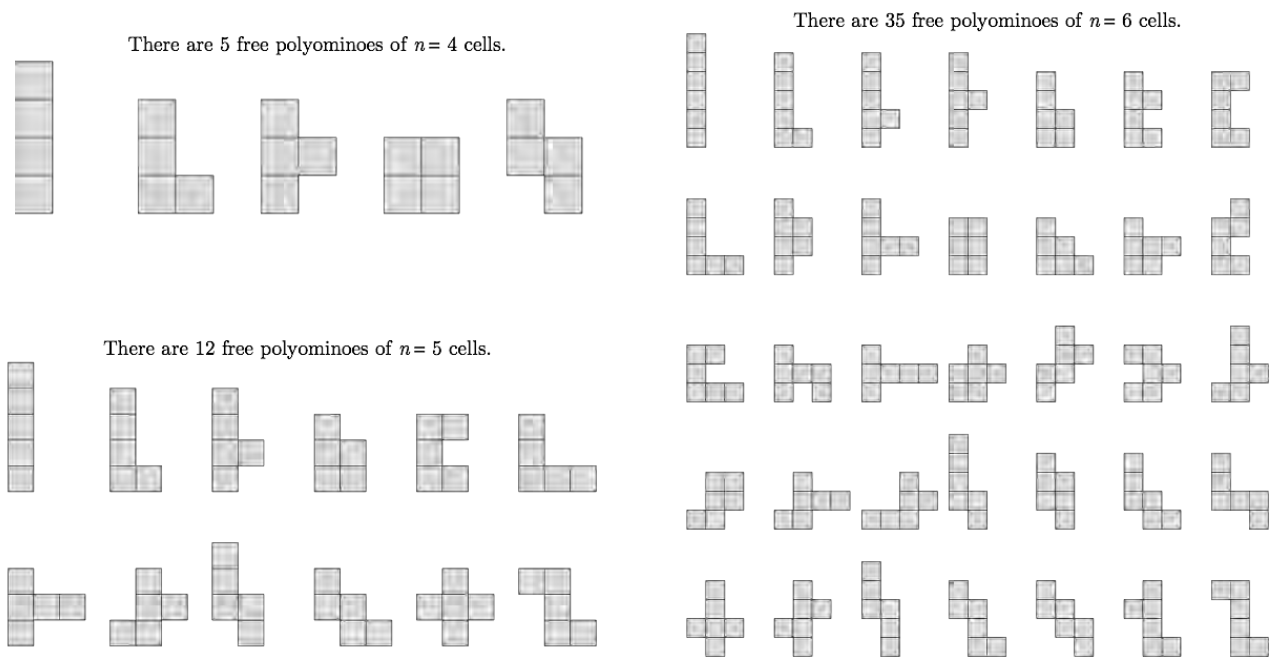 There are 5 free polyominoes of n = 4 cells.
There are 12 free polyominoes of n = 5 cells.
There are 35 free polyominoes of n = 6 cells.